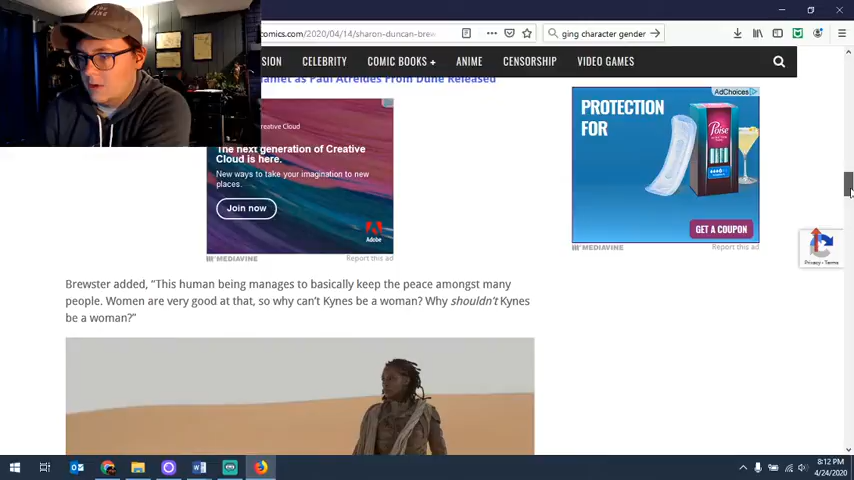 comics.com/2020/04/14/sharon-duncan-brew
ging character gender
SION CELEBRITY COMIC BOOKS + ANIME CENSORSHIP VIDEO GAMES
amet as Paul Atreides From Dune Released
reative Cloud
The next generation of Creative
Cloud is here.
New ways to take your imagination to new
places.
Join now
Adobe
MEDIAVINE
Report this ad
AdChoices
PROTECTION
FOR
Poise
GET A COUPON
MEDIAVINE
Report this ad
Privacy - Terms
Brewster added, “This human being manages to basically keep the peace amongst many
people. Women are very good at that, so why can’t Kynes be a woman? Why shouldn’t Kynes
be a woman?”
8:12 PM
4/24/2020